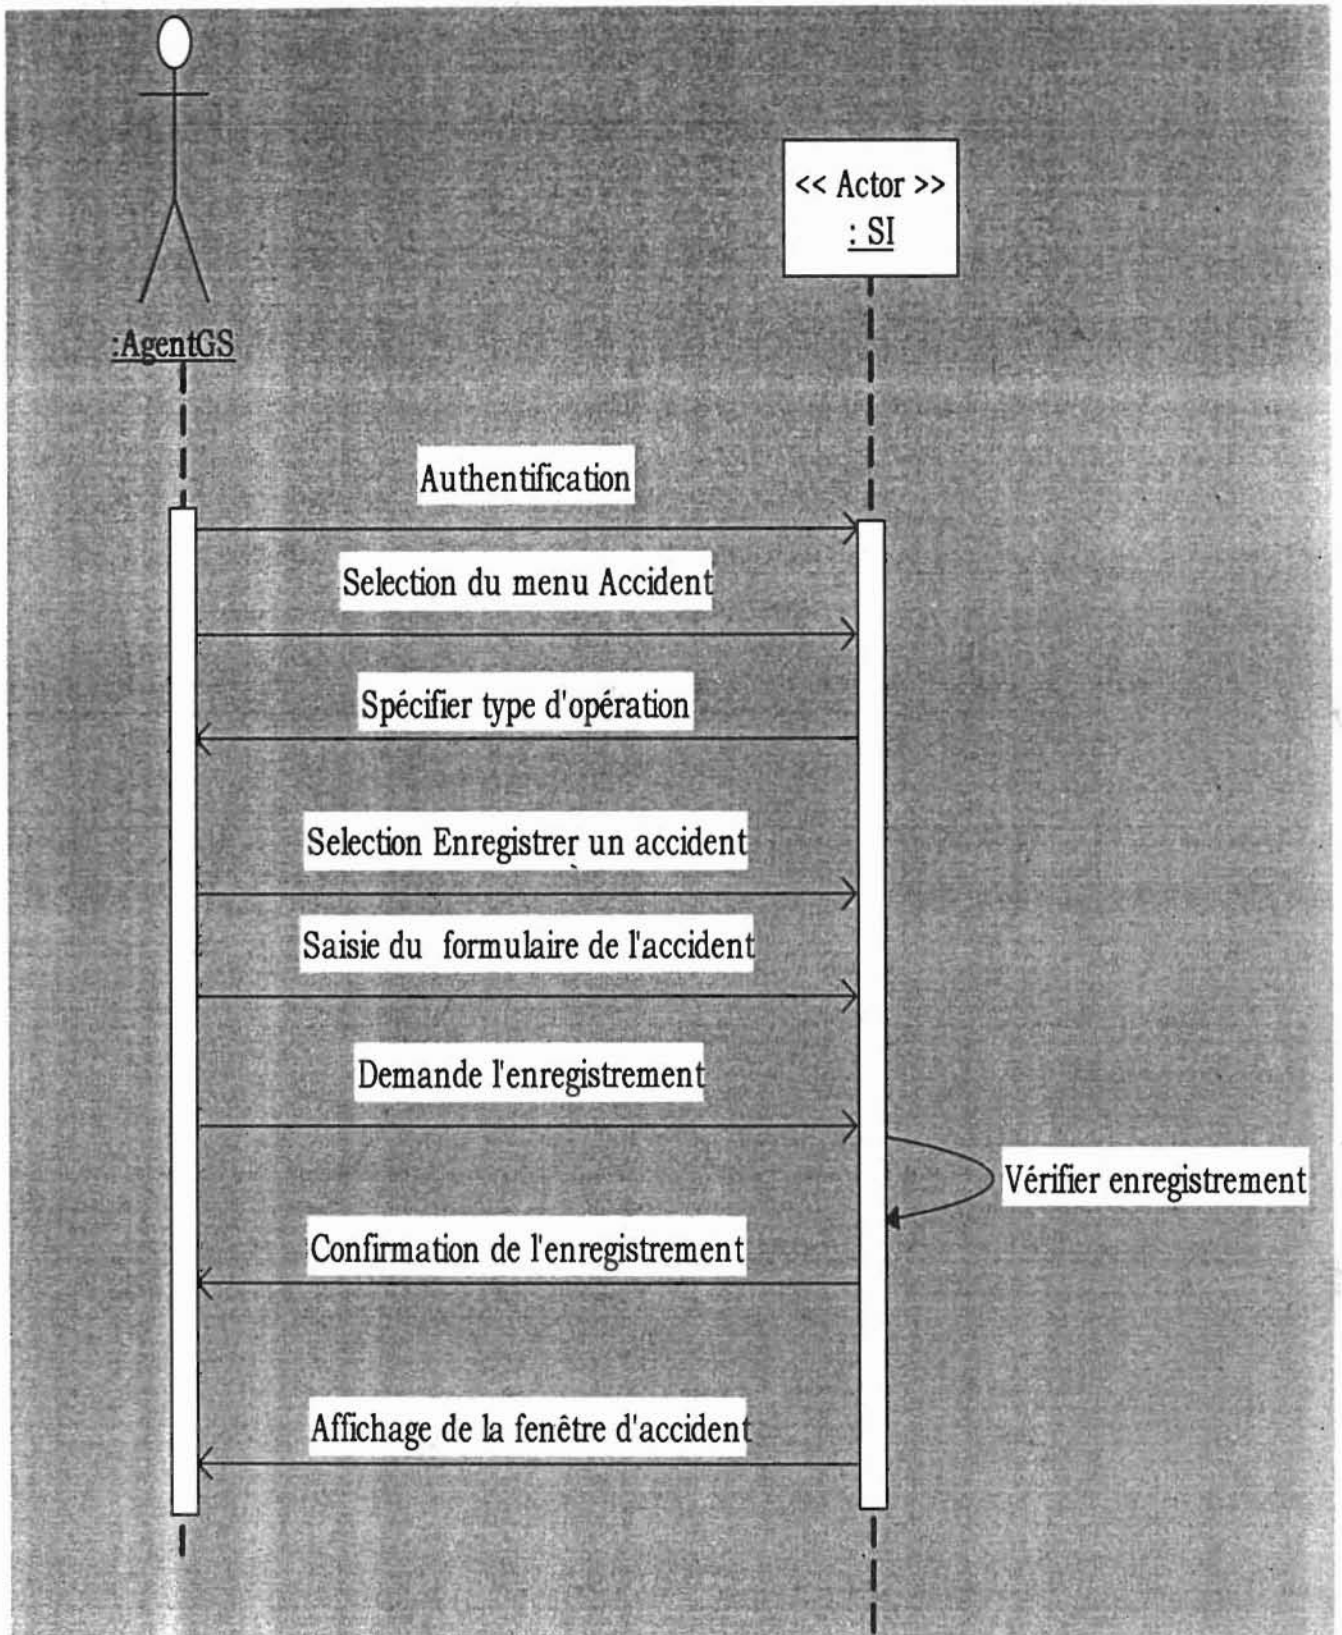 << Actor >>
: SI
:AgentGS
Authentification
Selection du menu Accident
Spécifier type d'opération
Selection Enregistrer un accident
Saisie du formulaire de l'accident
Demande l'enregistrement
Vérifier enregistrement
Confirmation de l'enregistrement
Affichage de la fenêtre d'accident